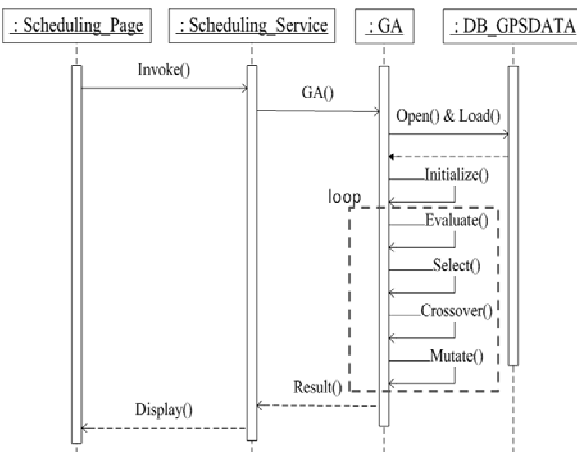 : Scheduling_Page
: Scheduling_Service
: GA
: DB_GPSDATA
Invoke()
GA()
Open() & Load()
Initialize()
loop
Evaluate()
Select()
Crossover()
Mutate()
Result()
Display()